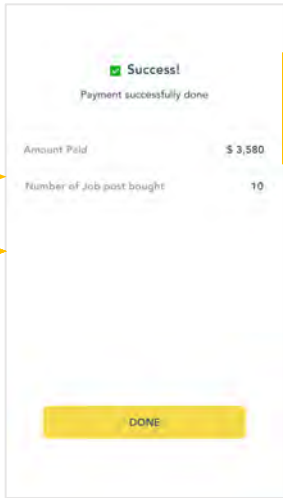 Success!
Payment successfully done
Amount Paid $ 3,580
Number of Job post bought 10
DONE